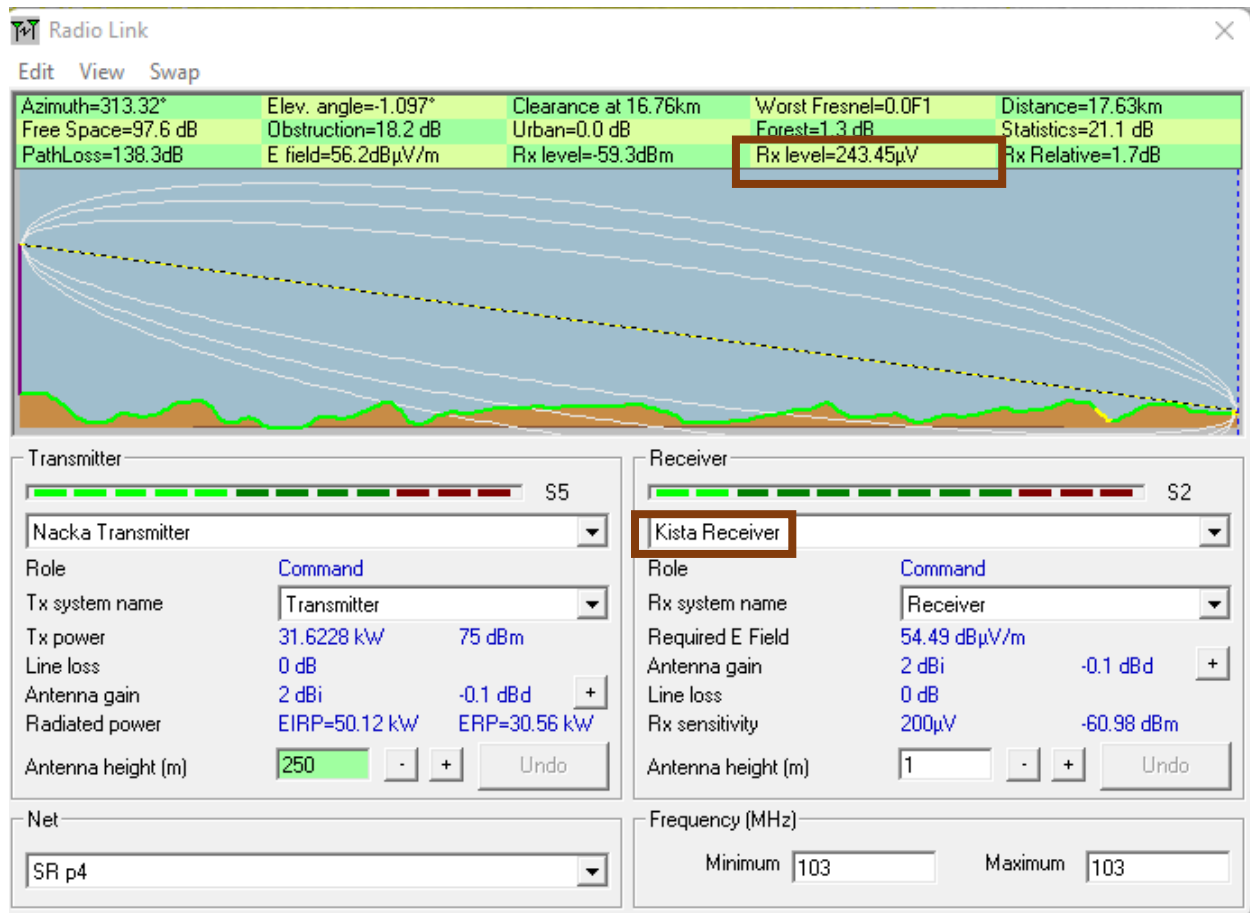 Radio Link
Edit View Swap
Azimuth=313.32° Elev. angle=-1.097° Clearance at 16.76km Worst Fresnel=0.0F1 Distance=17.63km
Free Space=97.6 dB Obstruction=18.2 dB Urban=0.0 dB Forest=1.3 dB Statistics=21.1 dB
PathLoss=138.3dB E field=56.2dBµV/m Rx level=-59.3dBm Rx level=243.45µV Rx Relative=1.7dB
Transmitter
S5
Nacka Transmitter
Role Command
Tx system name Transmitter
Tx power 31.6228 kW 75 dBm
Line loss 0 dB
Antenna gain 2 dBi -0.1 dBd +
Radiated power EIRP=50.12 kW ERP=30.56 kW
Antenna height (m) 250 - + Undo
Receiver
S2
Kista Receiver
Role Command
Rx system name Receiver
Required E Field 54.49 dBµV/m
Antenna gain 2 dBi -0.1 dBd +
Line loss 0 dB
Rx sensitivity 200µV -60.98 dBm
Antenna height (m) 1 - + Undo
Net
SR p4
Frequency (MHz)
Minimum 103 Maximum 103